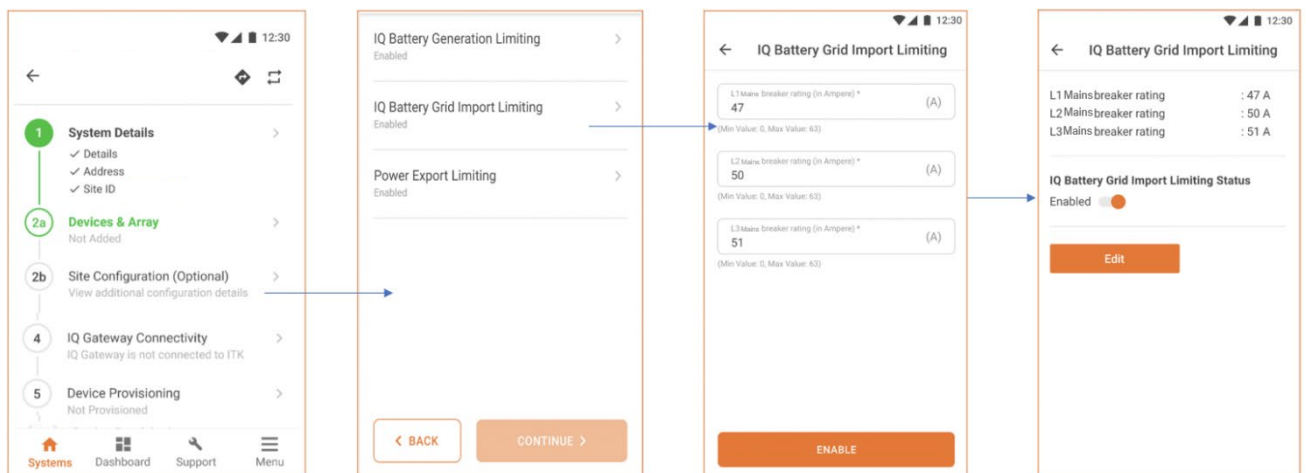 12:30
1
System Details
Details
Address
Site ID
2a
Devices & Array
Not Added
2b
Site Configuration (Optional)
View additional configuration details
4
IQ Gateway Connectivity
IQ Gateway is not connected to ITK
5
Device Provisioning
Not Provisioned
Systems
Dashboard
Support
Menu
IQ Battery Generation Limiting
Enabled
IQ Battery Grid Import Limiting
Enabled
Power Export Limiting
Enabled
BACK
CONTINUE
12:30
IQ Battery Grid Import Limiting
L1 Mains breaker rating (in Ampere) *
47
(A)
(Min Value: 0, Max Value: 63)
L2 Mains breaker rating (in Ampere) *
50
(A)
(Min Value: 0, Max Value: 63)
L3 Mains breaker rating (in Ampere) *
51
(A)
(Min Value: 0, Max Value: 63)
ENABLE
12:30
IQ Battery Grid Import Limiting
L1 Mains breaker rating : 47 A
L2 Mains breaker rating : 50 A
L3 Mains breaker rating : 51 A
IQ Battery Grid Import Limiting Status
Enabled
Edit